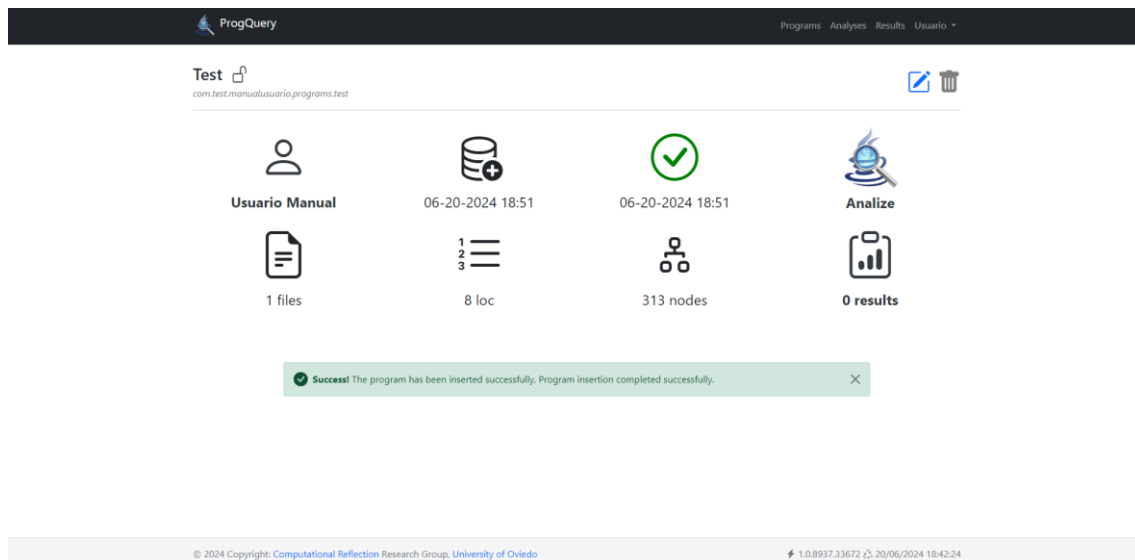 ProgQuery
Programs Analyses Results Usuario
Test
com.test.manualusuario.programs.test
Usuario Manual
06-20-2024 18:51
06-20-2024 18:51
Analize
1
2
3
1 files
8 loc
313 nodes
0 results
Success! The program has been inserted successfully. Program insertion completed successfully.
© 2024 Copyright: Computational Reflection Research Group, University of Oviedo
1.0.8937.33672 20/06/2024 18:42:24